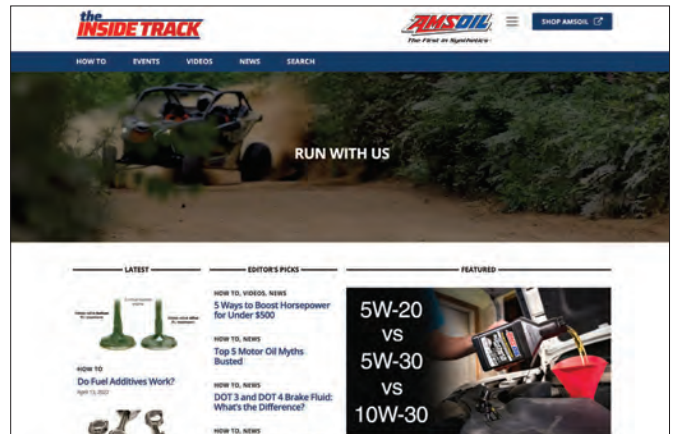 the
INSIDE TRACK
AMSOIL
The First in Synthetics
SHOP AMSOIL
HOW TO EVENTS VIDEOS NEWS SEARCH
RUN WITH US
LATEST
HOW TO
Do Fuel Additives Work?
April 13, 2022
EDITOR'S PICKS
HOW TO, VIDEOS, NEWS
5 Ways to Boost Horsepower
for Under $500
HOW TO, NEWS
Top 5 Motor Oil Myths
Busted
HOW TO, NEWS
DOT 3 and DOT 4 Brake Fluid:
What's the Difference?
HOW TO, NEWS
FEATURED
5W-20
vs
5W-30
vs
10W-30